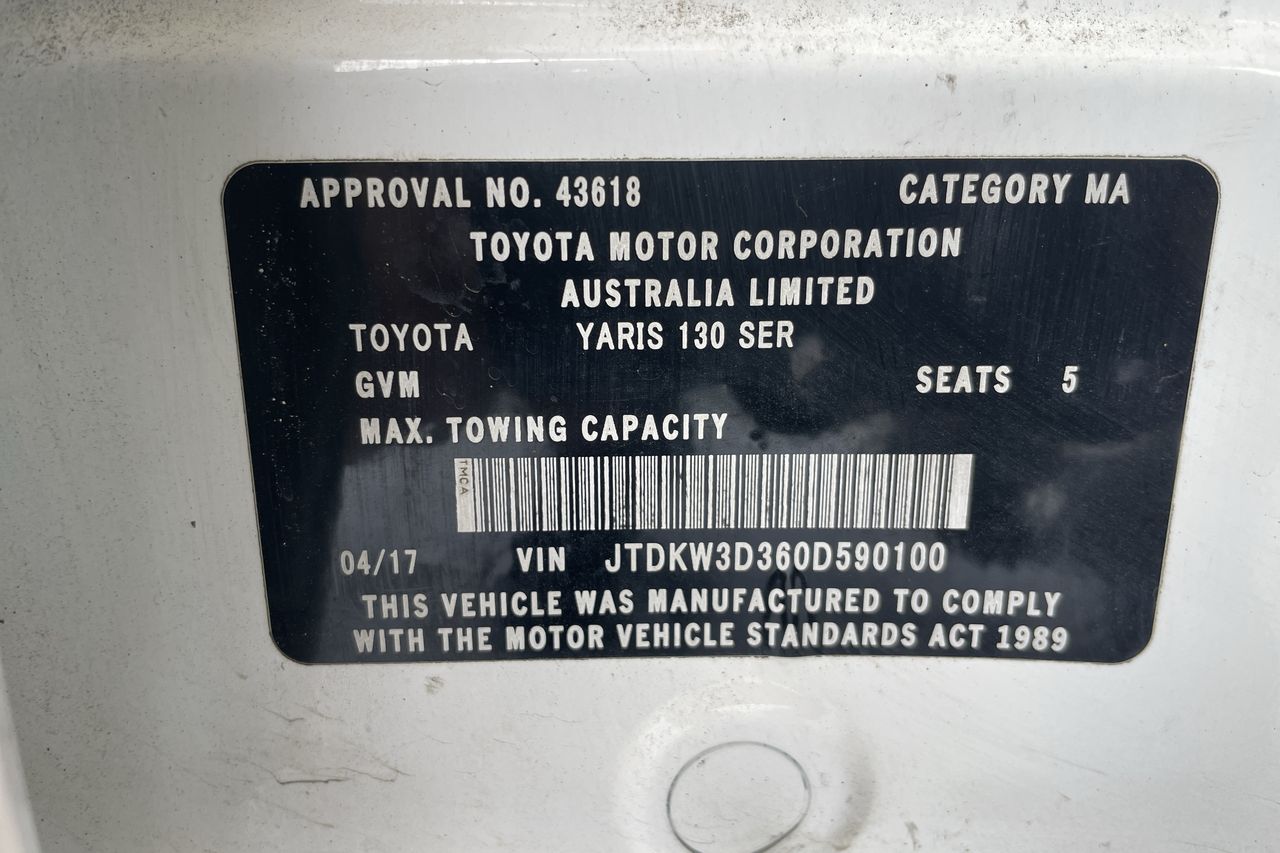 APPROVAL NO. 43618 CATEGORY MA
TOYOTA MOTOR CORPORATION
AUSTRALIA LIMITED
TOYOTA YARIS 130 SER
GVM SEATS 5
MAX. TOWING CAPACITY
TMCA
04/17 VIN JTDKW3D360D590100
THIS VEHICLE WAS MANUFACTURED TO COMPLY
WITH THE MOTOR VEHICLE STANDARDS ACT 1989